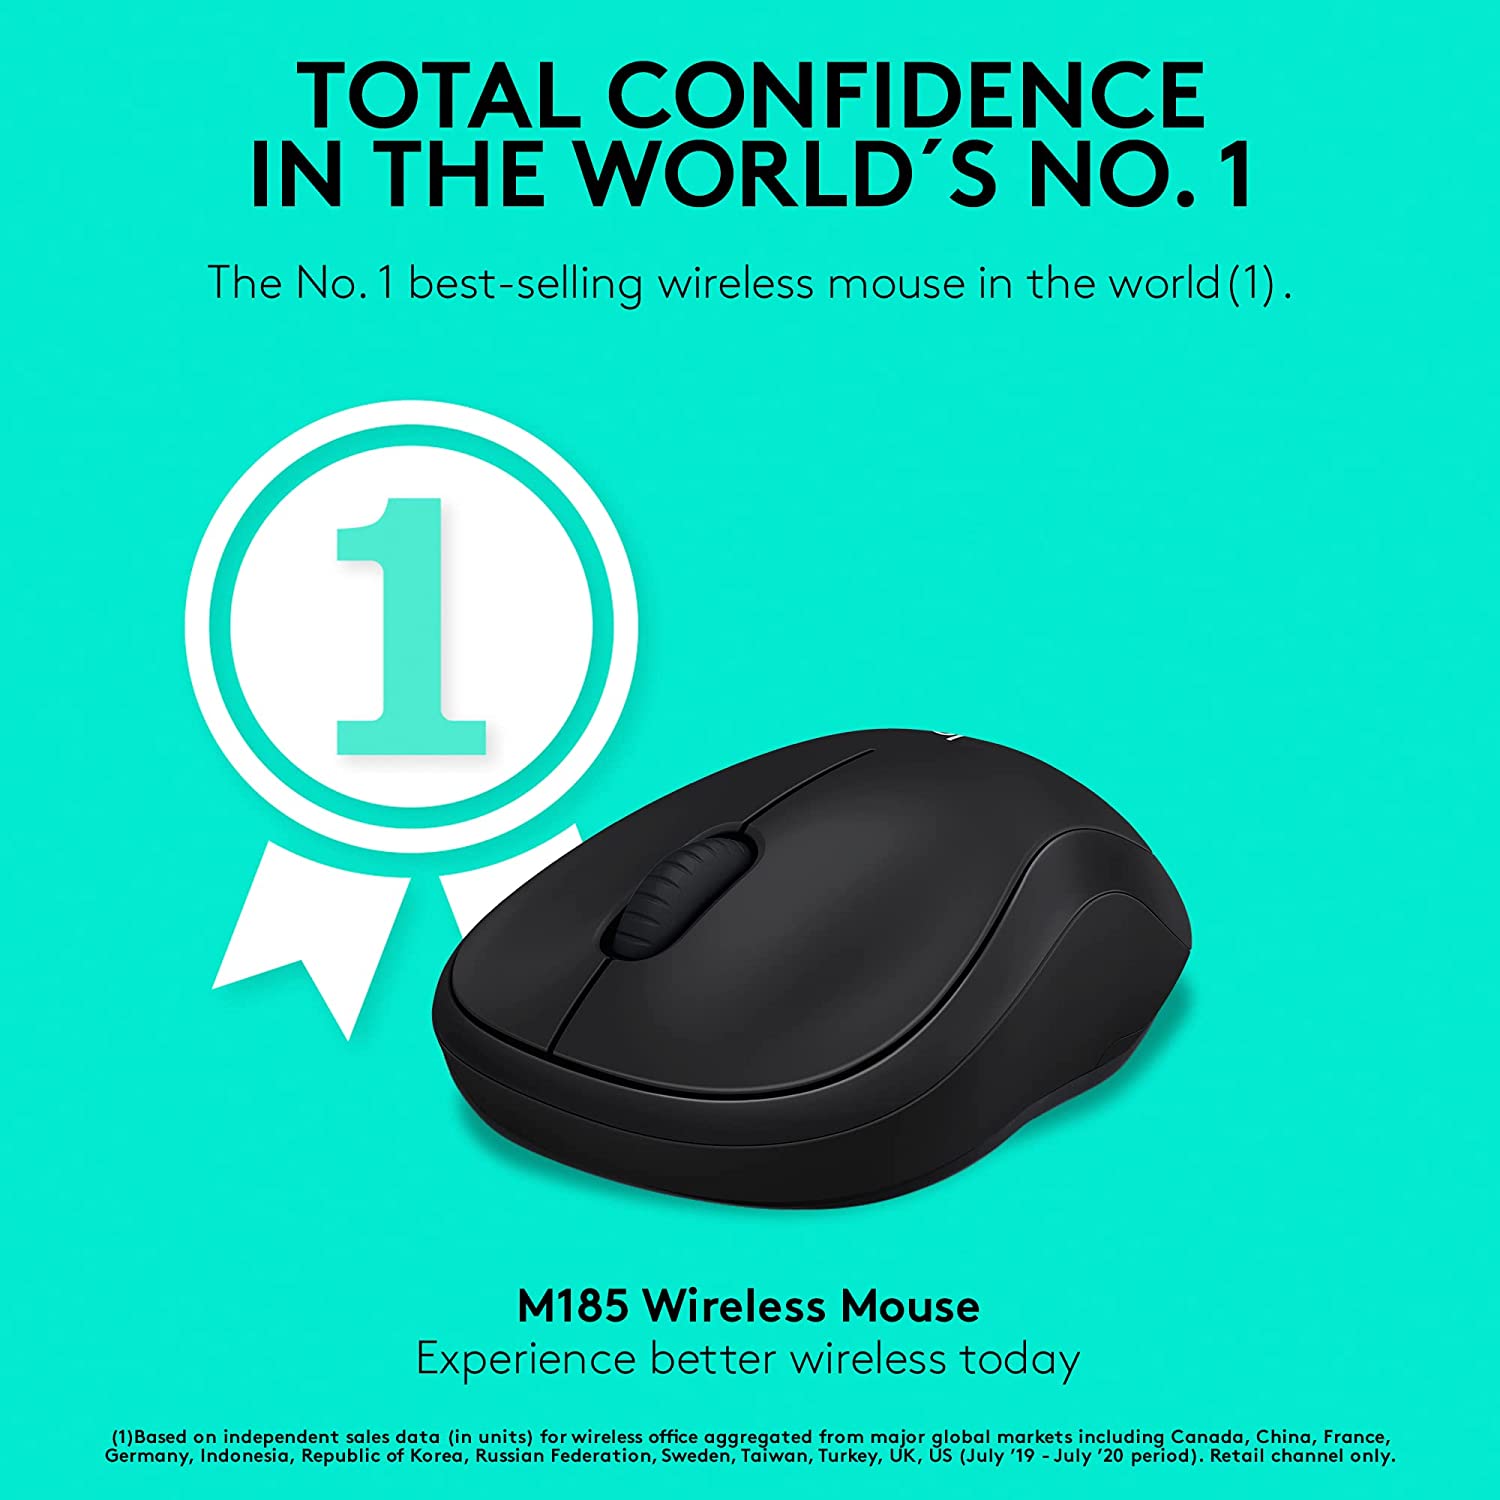 TOTAL CONFIDENCE
IN THE WORLD´S NO. 1
The No. 1 best-selling wireless mouse in the world(1).
1
M185 Wireless Mouse
Experience better wireless today
(1)Based on independent sales data (in units) for wireless office aggregated from major global markets including Canada, China, France,
Germany, Indonesia, Republic of Korea, Russian Federation, Sweden, Taiwan, Turkey, UK, US (July ’19 - July ’20 period). Retail channel only.